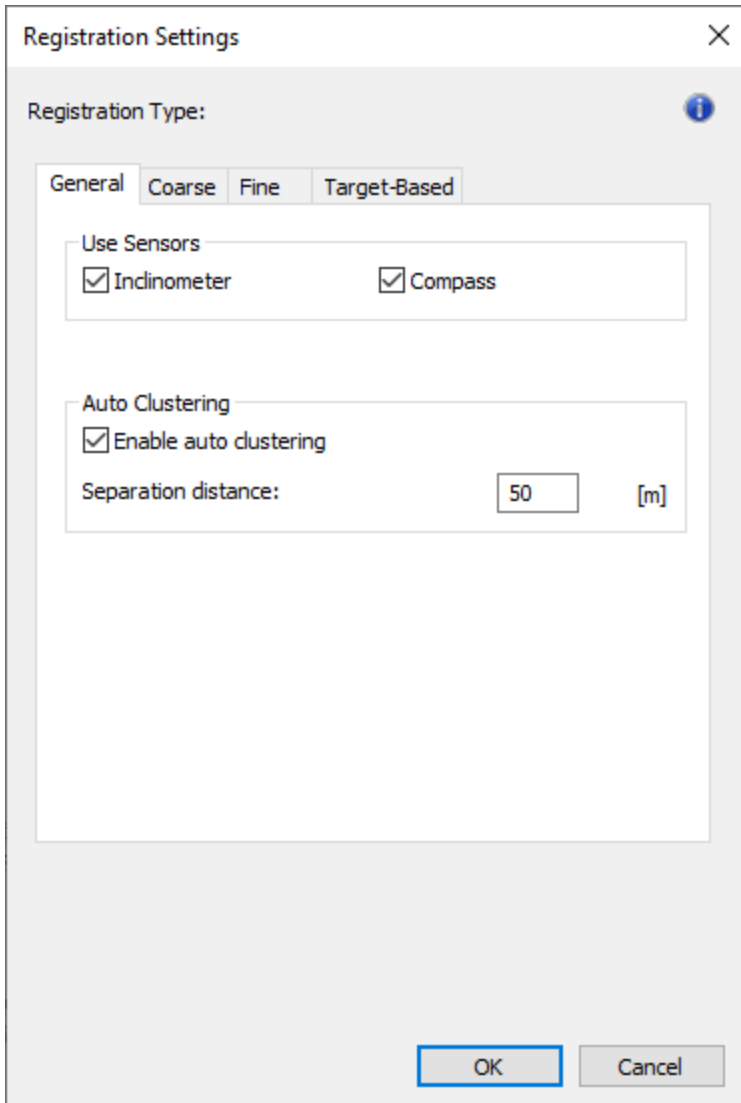 Registration Settings
Registration Type:
General Coarse Fine Target-Based
Use Sensors
Inclinometer Compass
Auto Clustering
Enable auto clustering
Separation distance: 50 [m]
OK Cancel